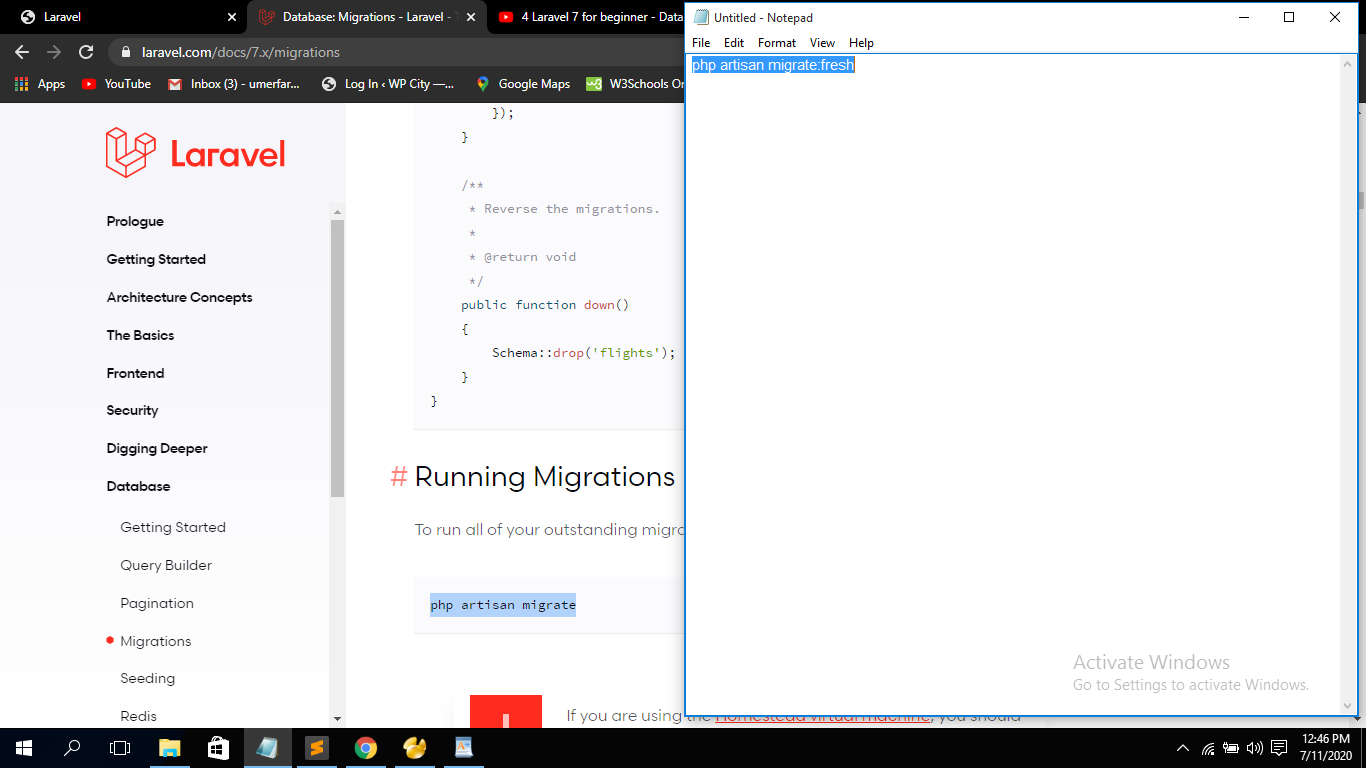 Laravel
Database: Migrations - Laravel - T
4 Laravel 7 for beginner - Data
laravel.com/docs/7.x/migrations
Apps
YouTube
Inbox (3) - umerfar...
Log In ‹ WP City —...
Google Maps
W3Schools On
Untitled - Notepad
File Edit Format View Help
php artisan migrate:fresh
Laravel
Prologue
Getting Started
Architecture Concepts
The Basics
Frontend
Security
Digging Deeper
Database
Getting Started
Query Builder
Pagination
Migrations
Seeding
Redis
});
}
/**
* Reverse the migrations.
*
* @return void
*/
public function down()
{
Schema::drop('flights');
}
}
# Running Migrations
To run all of your outstanding migra
php artisan migrate
If you are using the Homestead virtual machine, you should
Activate Windows
Go to Settings to activate Windows.
12:46 PM
7/11/2020